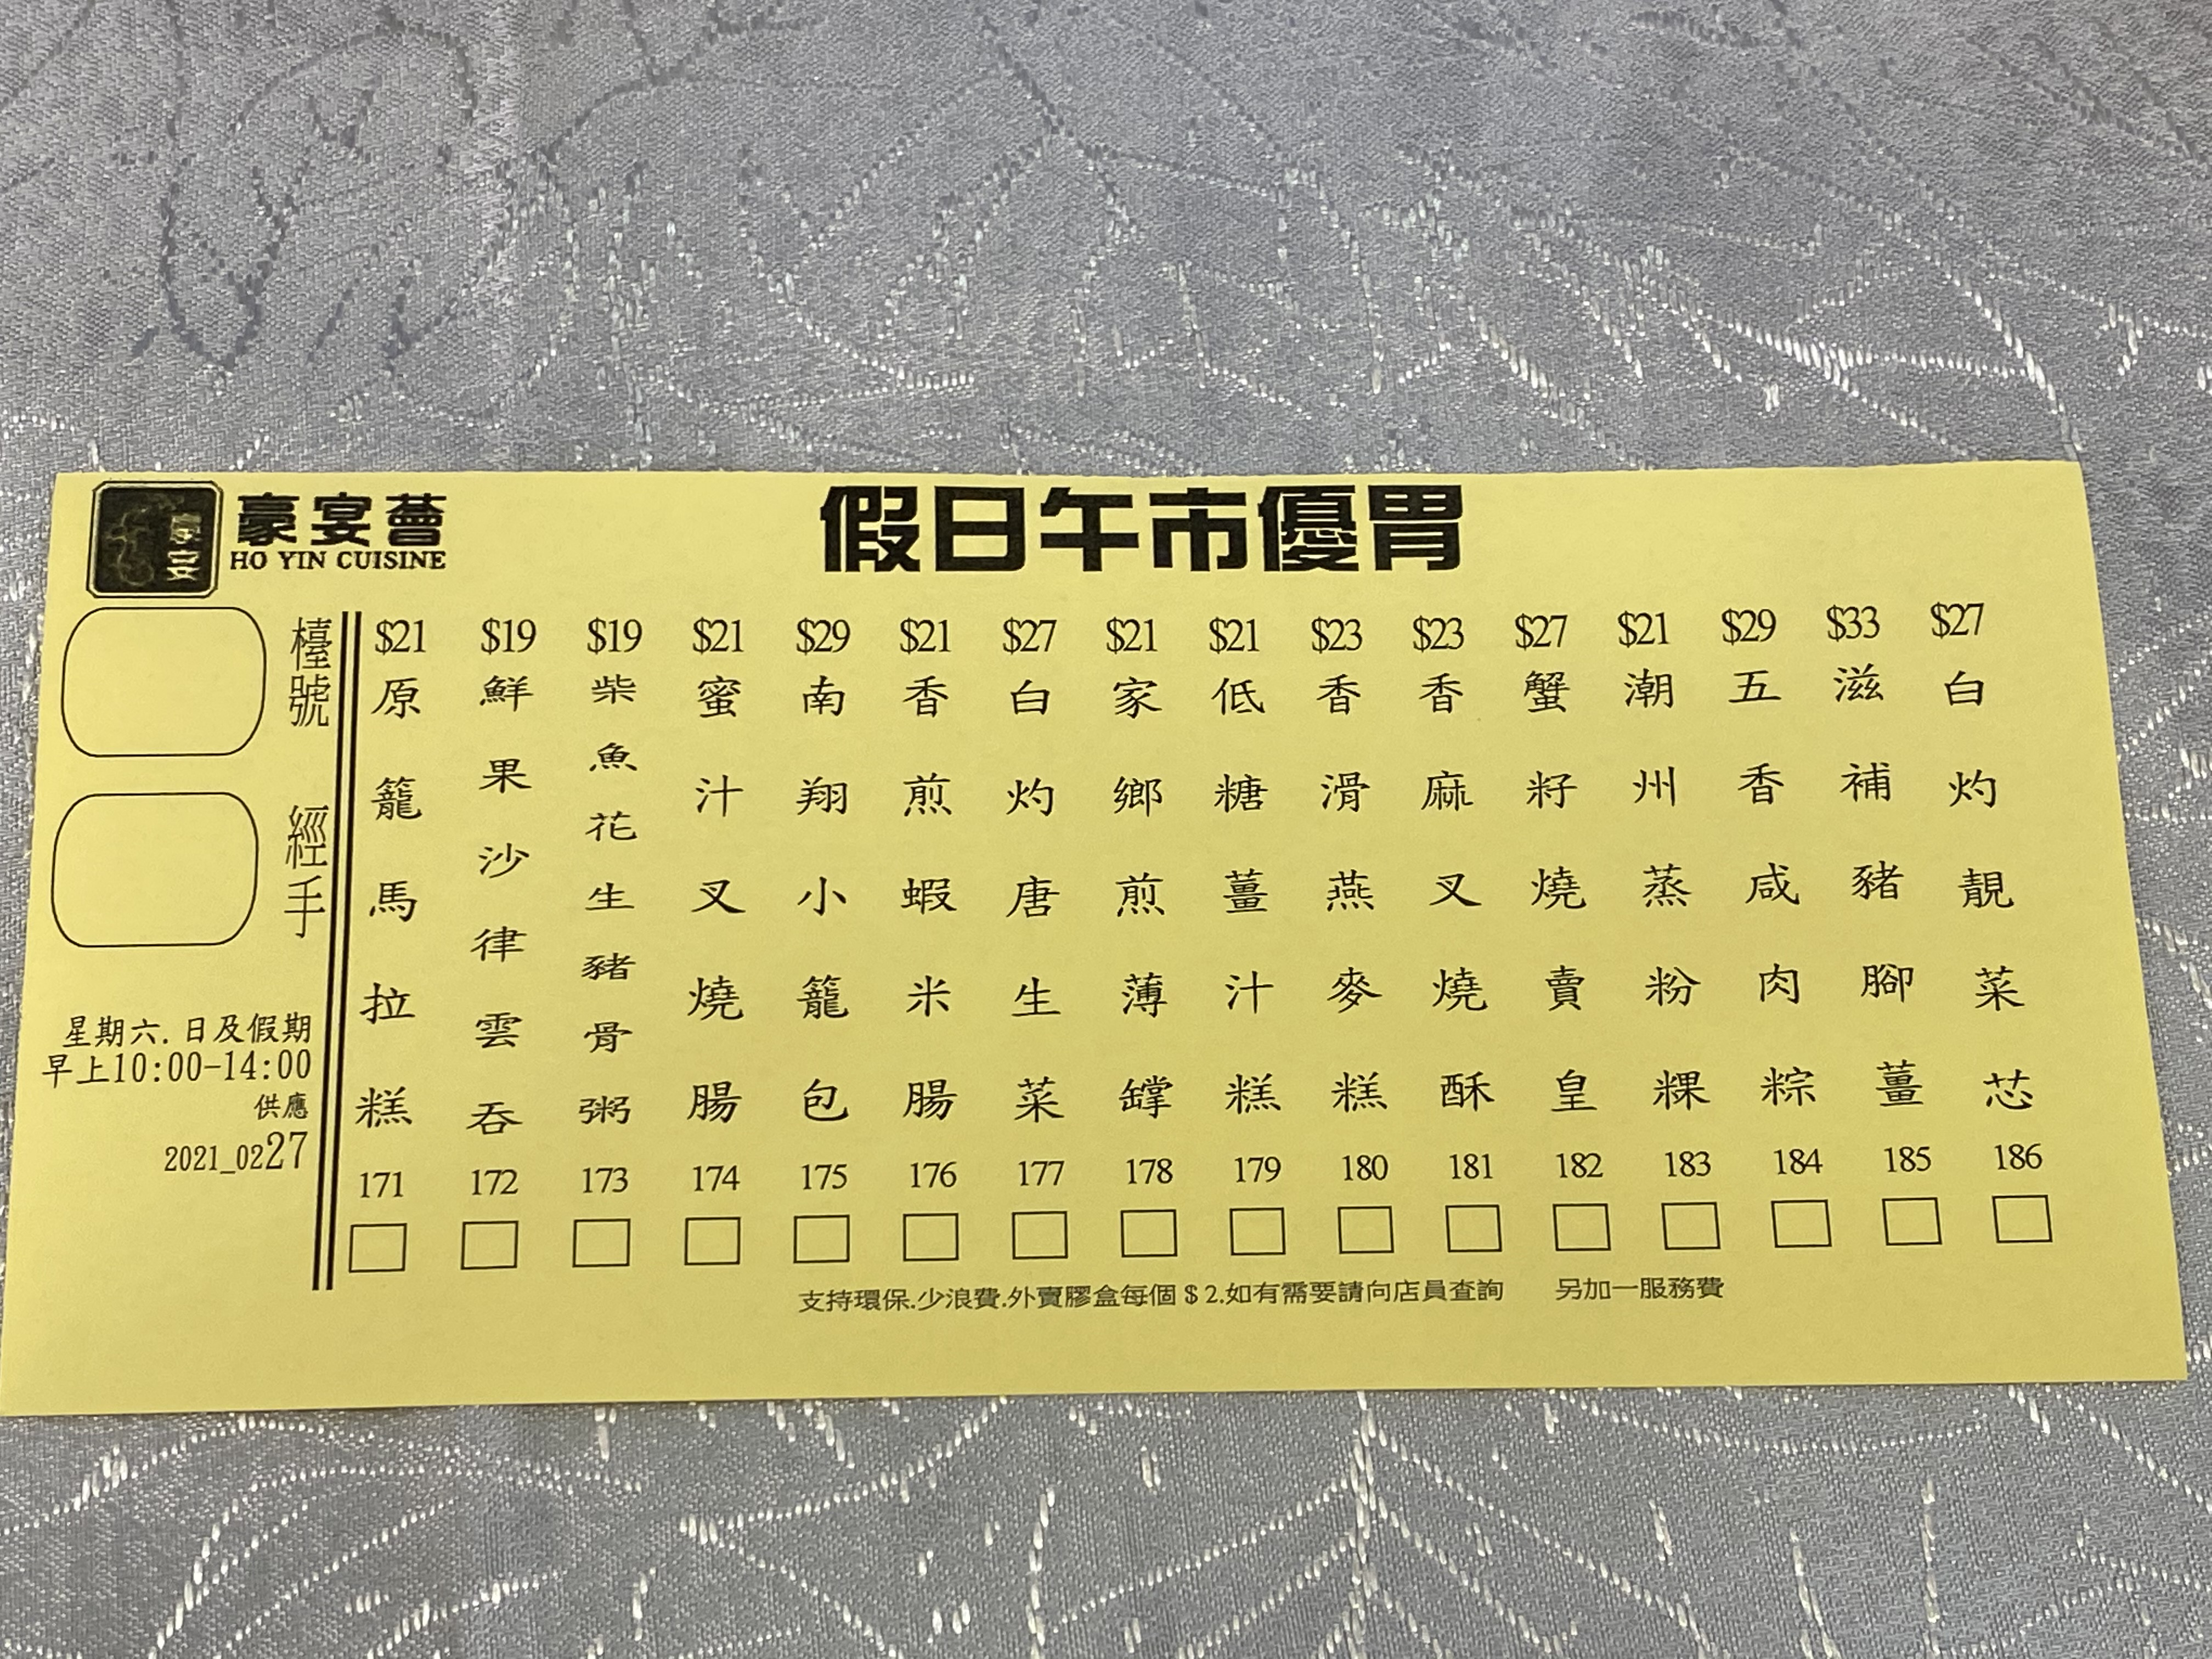 豪宴
豪宴薈
HO YIN CUISINE
假日午市優胃
檯號
經手
星期六.日及假期
早上10:00-14:00
供應
2021_0227
$21 原籠馬拉糕 171
$19 鮮果沙律雲吞 172
$19 柴魚花生豬骨粥 173
$21 蜜汁叉燒腸 174
$29 南翔小籠包 175
$21 香煎蝦米腸 176
$27 白灼唐生菜 177
$21 家鄉煎薄罉 178
$21 低糖薑汁糕 179
$23 香滑燕麥糕 180
$23 香麻叉燒酥 181
$27 蟹籽燒賣皇 182
$21 潮州蒸粉粿 183
$29 五香咸肉粽 184
$33 滋補豬腳薑 185
$27 白灼靚菜芯 186
支持環保.少浪費.外賣膠盒每個$2.如有需要請向店員查詢 另加一服務費